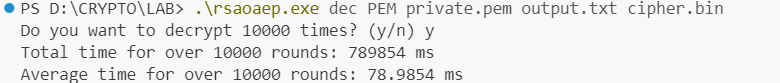 PS D:\CRYPTO\LAB> .\rsaoaep.exe dec PEM private.pem output.txt cipher.bin
Do you want to decrypt 10000 times? (y/n) y
Total time for over 10000 rounds: 789854 ms
Average time for over 10000 rounds: 78.9854 ms